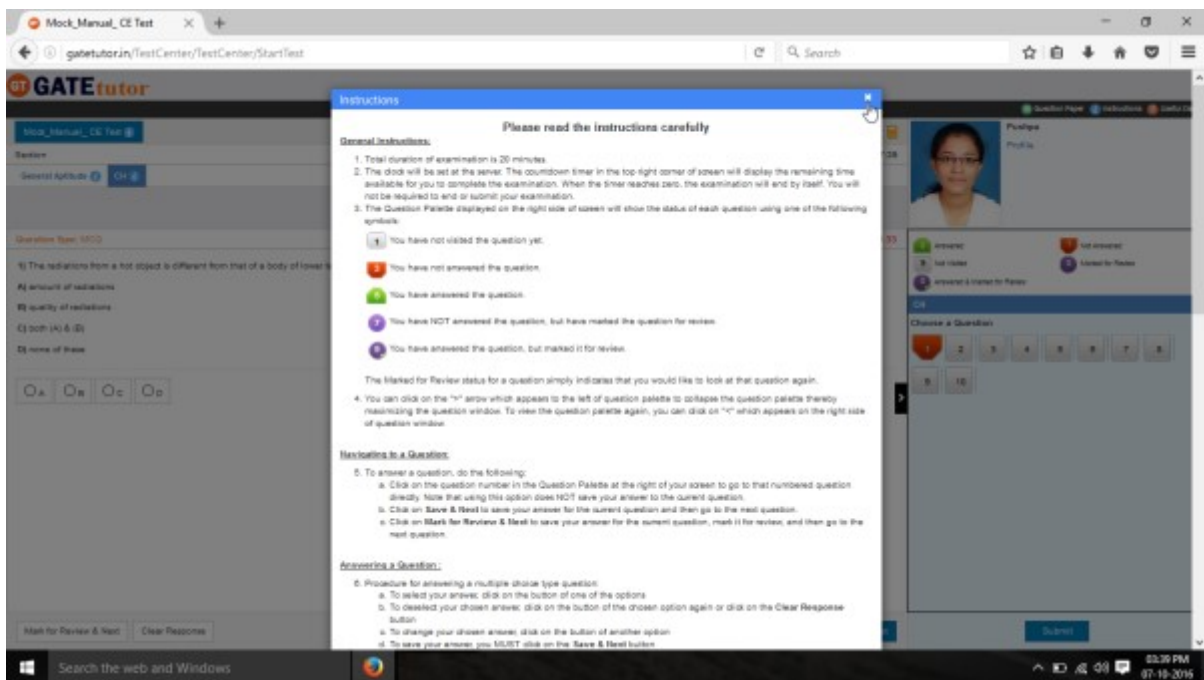 Mock_Manual_ CE Test
gatetutor.in/TestCenter/TestCenter/StartTest
Search
GT GATEtutor
Question Paper Instructions
Instructions
Mock_Manual_ CE Test
Section
General Aptitude
CH
Pushpa
Profile
Please read the instructions carefully
General Instructions:
1. Total duration of examination is 20 minutes.
2. The clock will be set at the server. The countdown timer in the top right corner of screen will display the remaining time
available for you to complete the examination. When the timer reaches zero, the examination will end by itself. You will
not be required to end or submit your examination.
3. The Question Palette displayed on the right side of screen will show the status of each question using one of the following
symbols:
1 You have not visited the question yet.
You have not answered the question.
You have answered the question.
7 You have NOT answered the question, but have marked the question for review.
You have answered the question, but marked it for review.
The Marked for Review status for a question simply indicates that you would like to look at that question again.
4. You can click on the ">" arrow which appears to the left of question palette to collapse the question palette thereby
maximizing the question window. To view the question palette again, you can click on "<" which appears on the right side
of question window.
Navigating to a Question:
5. To answer a question, do the following:
a. Click on the question number in the Question Palette at the right of your screen to go to that numbered question
directly. Note that using this option does NOT save your answer to the current question.
b. Click on Save & Next to save your answer for the current question and then go to the next question.
c. Click on Mark for Review & Next to save your answer for the current question, mark it for review, and then go to the
next question.
Answering a Question :
6. Procedure for answering a multiple choice type question:
a. To select your answer, click on the button of one of the options
b. To deselect your chosen answer, click on the button of the chosen option again or click on the Clear Response
button
c. To change your chosen answer, click on the button of another option
d. To save your answer, you MUST click on the Save & Next button
Question Type: MCQ
1) The radiations from a hot object is different from that of a body of lower
A) amount of radiations
B) quality of radiations
C) both (A) & (B)
D) none of these
A B C D
Mark for Review & Next Clear Response
Answered Not Answered
Not Visited Marked for Review
Answered & Marked for Review
CH
Choose a Question
1 2 3 4 5 6 7 8
9 10
Submit
Search the web and Windows
03:39 PM
07-10-2016